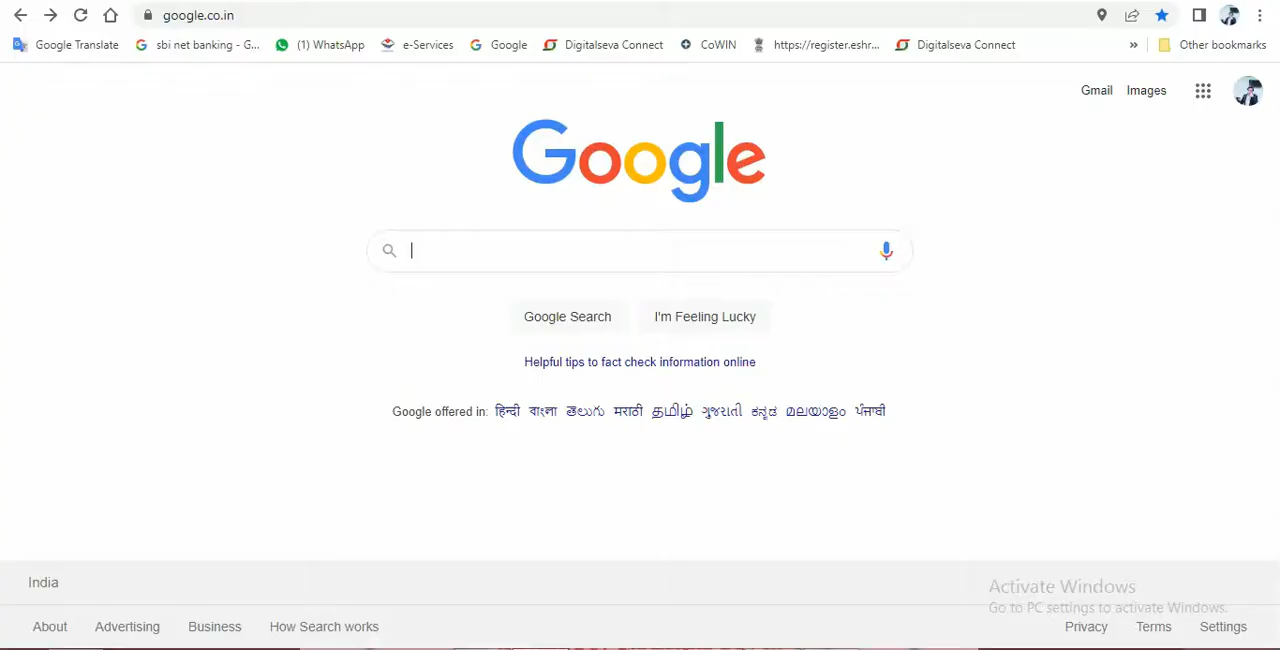 google.co.in
Google Translate sbi net banking - G... (1) WhatsApp e-Services Google Digitalseva Connect CoWIN https://register.eshr... Digitalseva Connect » Other bookmarks
Gmail Images
Google
Google Search I'm Feeling Lucky
Helpful tips to fact check information online
Google offered in: हिन्दी বাংলা తెలుగు मराठी தமிழ் ગુજરાતી ಕನ್ನಡ മലയാളം ਪੰਜਾਬੀ
India
Activate Windows
Go to PC settings to activate Windows.
About Advertising Business How Search works Privacy Terms Settings